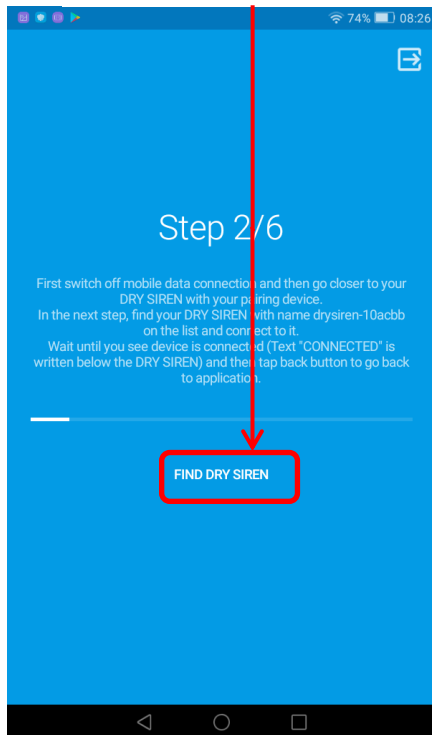 74% 08:26
Step 2/6
First switch off mobile data connection and then go closer to your
DRY SIREN with your pairing device.
In the next step, find your DRY SIREN with name drysiren-10acbb
on the list and connect to it.
Wait until you see device is connected (Text "CONNECTED" is
written below the DRY SIREN) and then tap back button to go back
to application.
FIND DRY SIREN